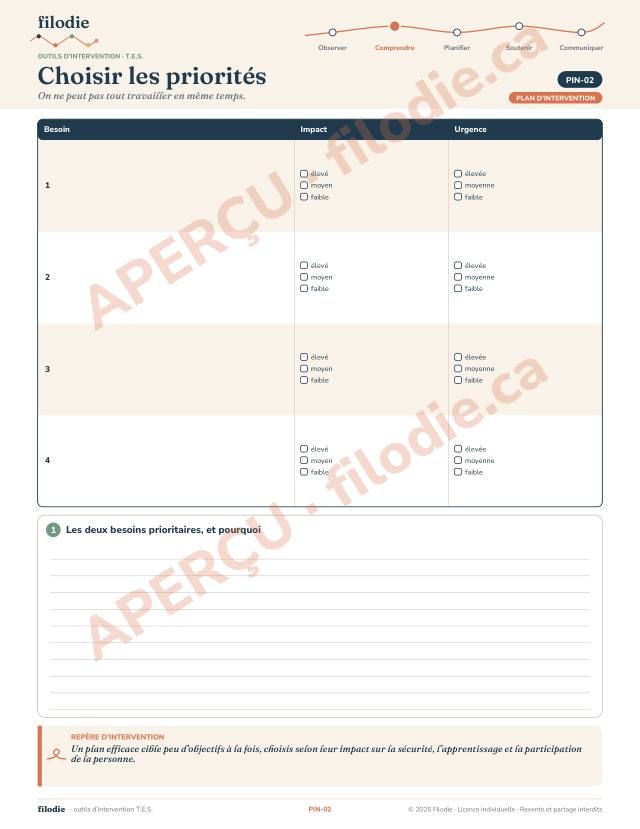 filodie
OUTILS D'INTERVENTION · T.E.S.
Choisir les priorités
On ne peut pas tout travailler en même temps.
Observer Comprendre Planifier Soutenir Communiquer
PIN-02
PLAN D'INTERVENTION
Besoin Impact Urgence
1
élevé élevée
moyen moyenne
faible faible
2
élevé élevée
moyen moyenne
faible faible
3
élevé élevée
moyen moyenne
faible faible
4
élevé élevée
moyen moyenne
faible faible
1 Les deux besoins prioritaires, et pourquoi
REPÈRE D'INTERVENTION
Un plan efficace cible peu d'objectifs à la fois, choisis selon leur impact sur la sécurité, l'apprentissage et la participation
de la personne.
filodie · outils d'intervention T.E.S. PIN-02 © 2026 Filodie · Licence individuelle · Revente et partage interdits
APERÇU · filodie.ca
APERÇU · filodie.ca